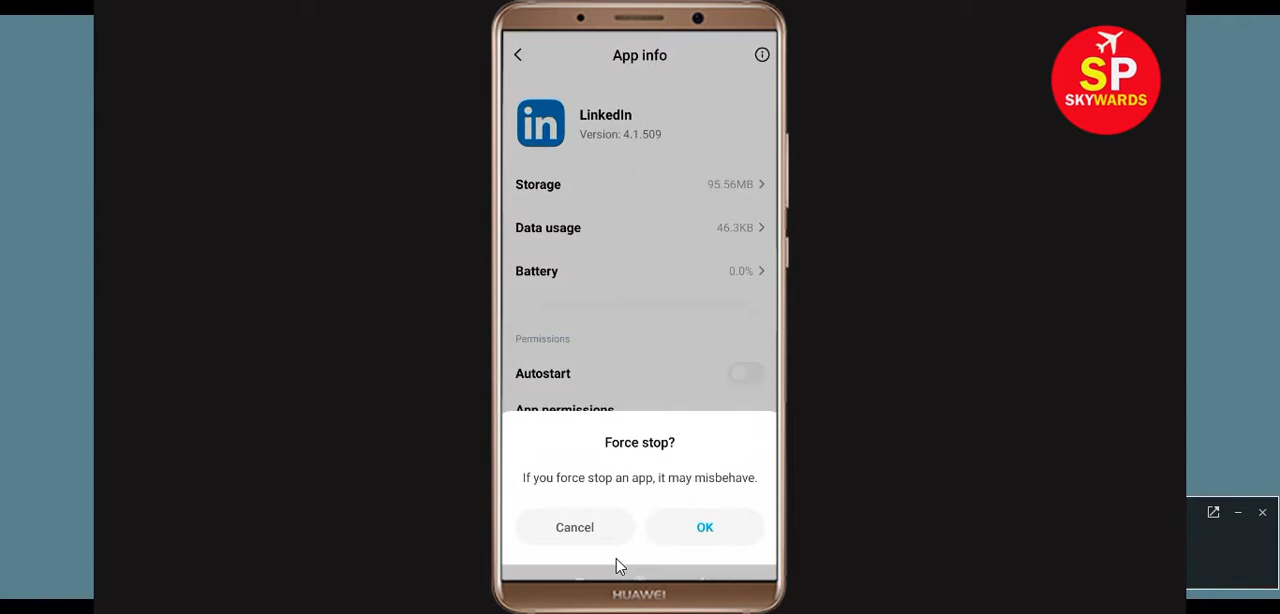 App info
SP
SKYWARDS
in
LinkedIn
Version: 4.1.509
Storage 95.56MB
Data usage 46.3KB
Battery 0.0%
Permissions
Autostart
App permissions
Force stop?
If you force stop an app, it may misbehave.
Cancel OK
HUAWEI